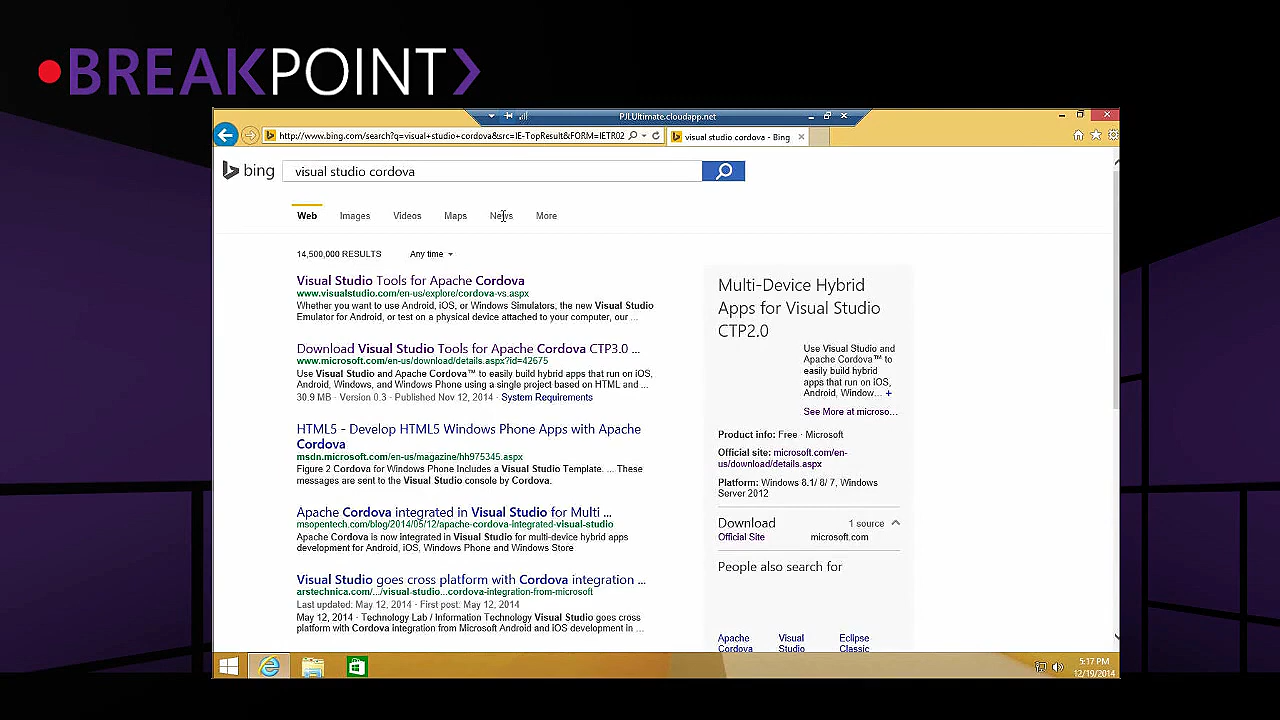 BREAKPOINT
PJLUltimate.cloudapp.net
http://www.bing.com/search?q=visual+studio+cordova&src=IE-TopResult&FORM=IETR02
visual studio cordova - Bing
bing
visual studio cordova
Web Images Videos Maps News More
14,500,000 RESULTS Any time
Visual Studio Tools for Apache Cordova
www.visualstudio.com/en-us/explore/cordova-vs.aspx
Whether you want to use Android, iOS, or Windows Simulators, the new Visual Studio
Emulator for Android, or test on a physical device attached to your computer, our ...
Download Visual Studio Tools for Apache Cordova CTP3.0 ...
www.microsoft.com/en-us/download/details.aspx?id=42675
Use Visual Studio and Apache Cordova™ to easily build hybrid apps that run on iOS,
Android, Windows, and Windows Phone using a single project based on HTML and ...
30.9 MB · Version 0.3 · Published Nov 12, 2014 · System Requirements
HTML5 - Develop HTML5 Windows Phone Apps with Apache
Cordova
msdn.microsoft.com/en-us/magazine/hh975345.aspx
Figure 2 Cordova for Windows Phone Includes a Visual Studio Template. ... These
messages are sent to the Visual Studio console by Cordova.
Apache Cordova integrated in Visual Studio for Multi ...
msopentech.com/blog/2014/05/12/apache-cordova-integrated-visual-studio
Apache Cordova is now integrated in Visual Studio for multi-device hybrid apps
development for Android, iOS, Windows Phone and Windows Store
Visual Studio goes cross platform with Cordova integration ...
arstechnica.com/.../visual-studio...cordova-integration-from-microsoft
Last updated: May 12, 2014 · First post: May 12, 2014
May 12, 2014 · Technology Lab / Information Technology Visual Studio goes cross
platform with Cordova integration from Microsoft Android and iOS development in ...
Multi-Device Hybrid
Apps for Visual Studio
CTP2.0
Use Visual Studio and
Apache Cordova™ to
easily build hybrid
apps that run on iOS,
Android, Window... +
See More at microso...
Product info: Free · Microsoft
Official site: microsoft.com/en-
us/download/details.aspx
Platform: Windows 8.1/ 8/ 7, Windows
Server 2012
Download 1 source
Official Site microsoft.com
People also search for
Apache Visual Eclipse
Cordova Studio Classic
5:17 PM
12/19/2014